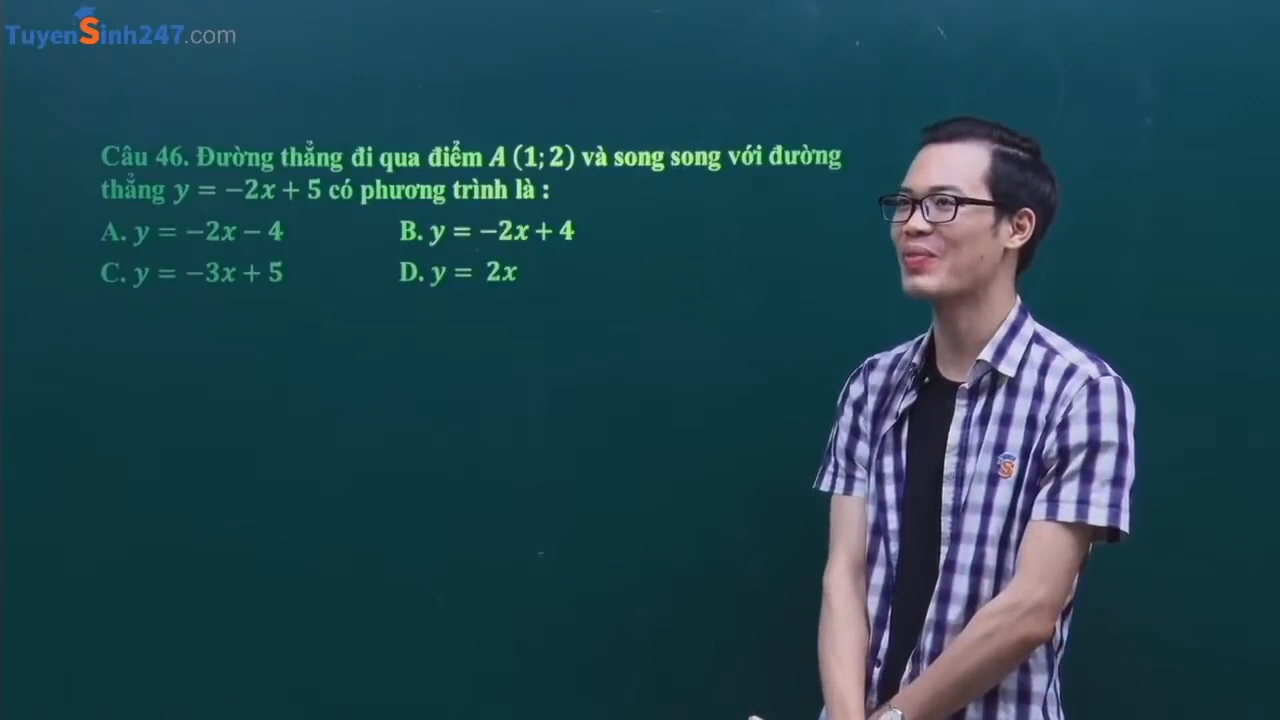 TuyenSinh247.com
Câu 46. Đường thẳng đi qua điểm A (1; 2) và song song với đường
thẳng y = −2x + 5 có phương trình là :
A. y = −2x − 4 B. y = −2x + 4
C. y = −3x + 5 D. y = 2x
S